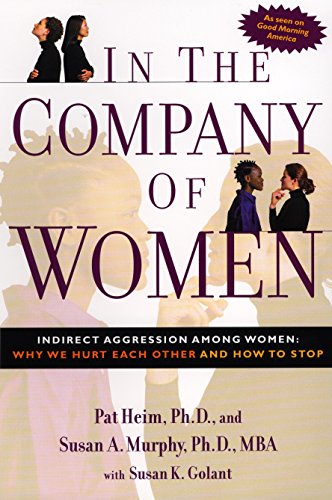 As seen on
Good Morning
America
IN THE
COMPANY
OF
WOMEN
INDIRECT AGGRESSION AMONG WOMEN:
WHY WE HURT EACH OTHER AND HOW TO STOP
Pat Heim, Ph.D., and
Susan A. Murphy, Ph.D., MBA
with Susan K. Golant